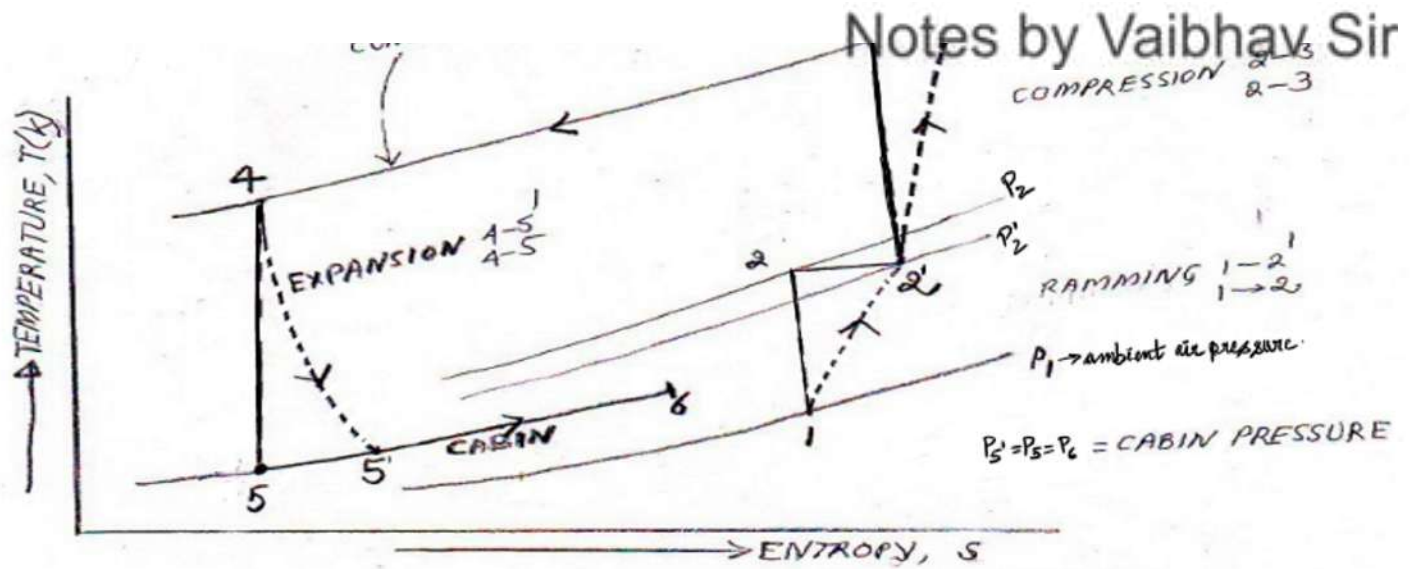 Notes by Vaibhav Sir
COMPRESSION 2-3
2-3
TEMPERATURE, T(k)
4
EXPANSION 4-5'
4-5
P2
P2'
2
2'
RAMMING 1-2'
1→2
P1 → ambient air pressure.
6
CABIN
1
P5'=P5=P6 = CABIN PRESSURE
5'
5
ENTROPY, S